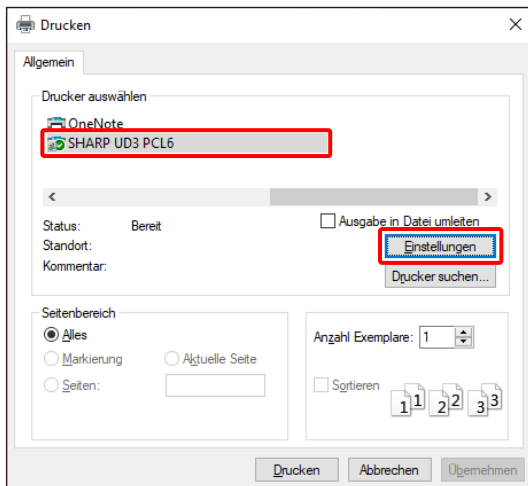 Drucken
Allgemein
Drucker auswählen
OneNote
SHARP UD3 PCL6
Status: Bereit
Ausgabe in Datei umleiten
Standort:
Einstellungen
Kommentar:
Drucker suchen...
Seitenbereich
Alles
Markierung Aktuelle Seite
Seiten:
Anzahl Exemplare: 1
Sortieren
1 1 2 2 3 3
Drucken Abbrechen Übernehmen